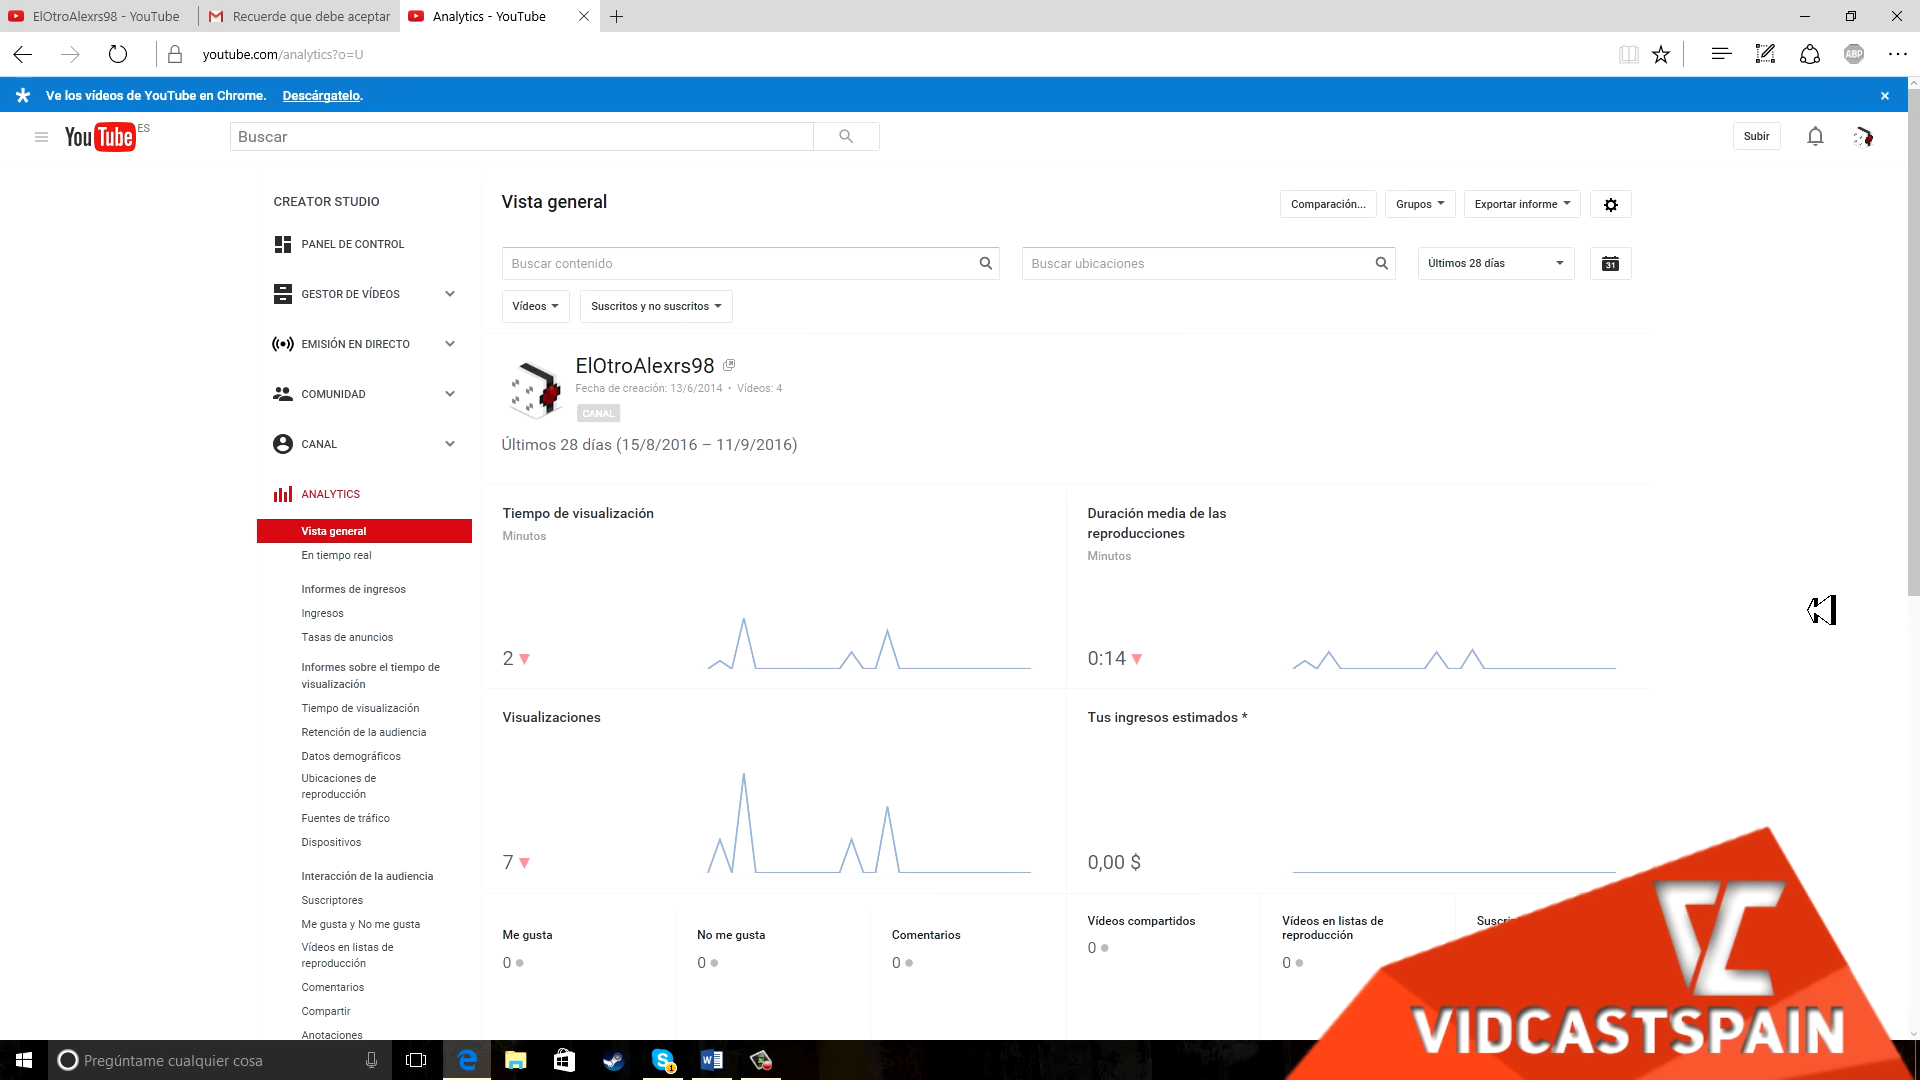 ElOtroAlexrs98 - YouTube
Recuerde que debe aceptar
Analytics - YouTube
youtube.com/analytics?o=U
ABP
Ve los vídeos de YouTube en Chrome. Descárgatelo.
YouTube ES
Buscar
Subir
CREATOR STUDIO
PANEL DE CONTROL
GESTOR DE VÍDEOS
EMISIÓN EN DIRECTO
COMUNIDAD
CANAL
ANALYTICS
Vista general
En tiempo real
Informes de ingresos
Ingresos
Tasas de anuncios
Informes sobre el tiempo de
visualización
Tiempo de visualización
Retención de la audiencia
Datos demográficos
Ubicaciones de
reproducción
Fuentes de tráfico
Dispositivos
Interacción de la audiencia
Suscriptores
Me gusta y No me gusta
Vídeos en listas de
reproducción
Comentarios
Compartir
Anotaciones
Vista general
Comparación...
Grupos
Exportar informe
Buscar contenido
Buscar ubicaciones
Últimos 28 días
31
Vídeos
Suscritos y no suscritos
ElOtroAlexrs98
Fecha de creación: 13/6/2014 • Vídeos: 4
CANAL
Últimos 28 días (15/8/2016 – 11/9/2016)
Tiempo de visualización
Minutos
2
Duración media de las
reproducciones
Minutos
0:14
Visualizaciones
7
Tus ingresos estimados *
0,00 $
Me gusta
0
No me gusta
0
Comentarios
0
Vídeos compartidos
0
Vídeos en listas de
reproducción
0
VC
VIDCASTSPAIN
Pregúntame cualquier cosa
1